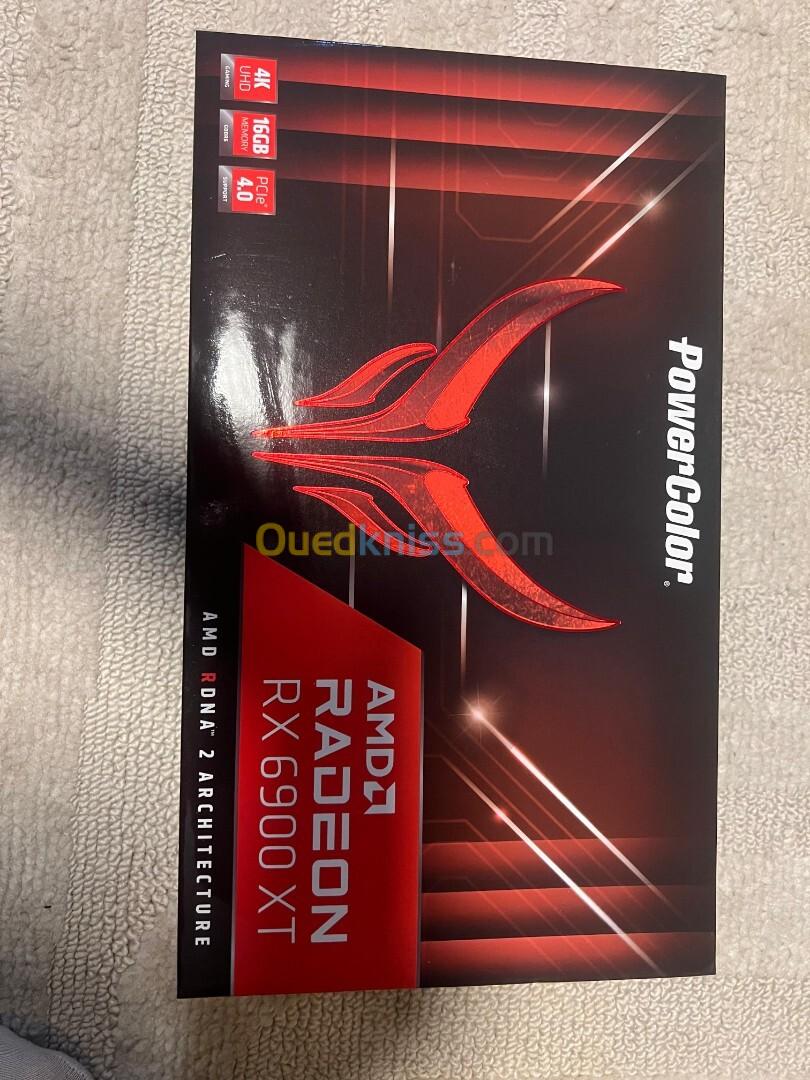 PowerColor®
4K
UHD
GAMING
16GB
MEMORY
GDDR6
PCIe®
4.0
SUPPORT
AMD
RADEON
RX 6900 XT
AMD RDNA™ 2 ARCHITECTURE
Ouedkniss.com